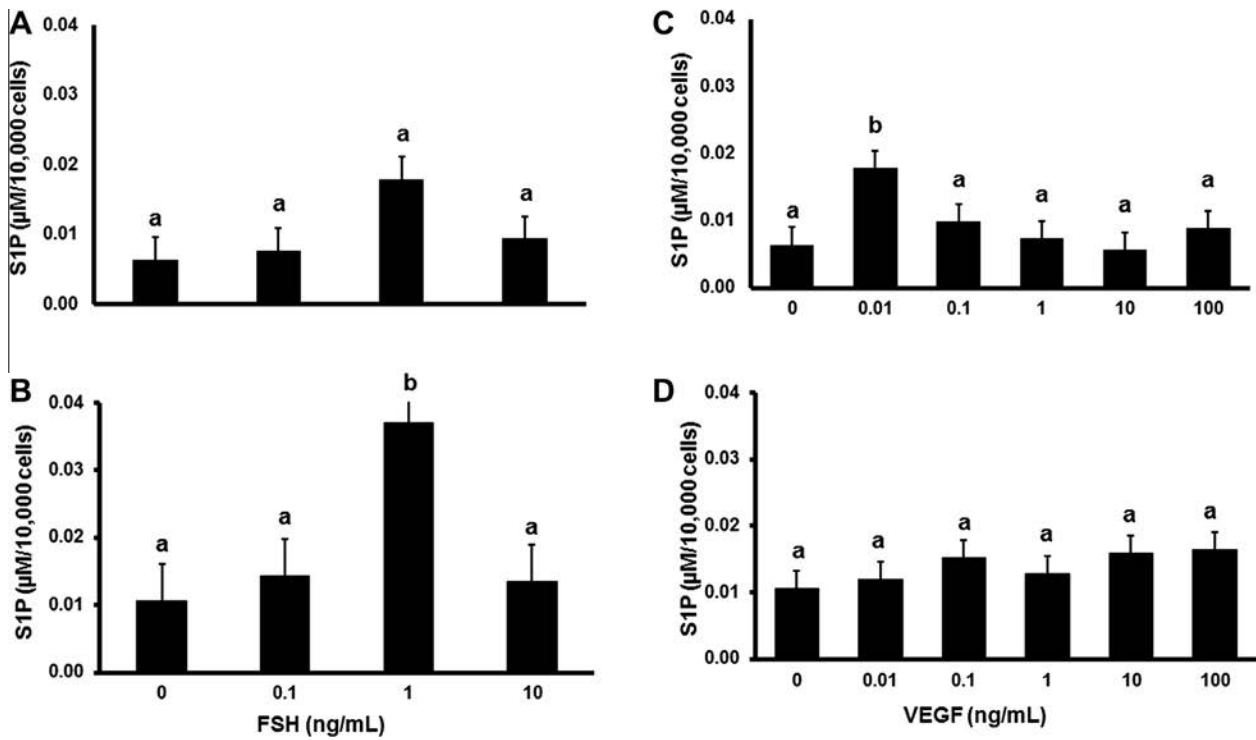 A
S1P (µM/10,000 cells)
0.04
0.03
0.02
0.01
0.00
a
a
a
a
B
S1P (µM/10,000 cells)
0.04
0.03
0.02
0.01
0.00
a
a
b
a
0 0.1 1 10
FSH (ng/mL)
C
S1P (µM/10,000 cells)
0.04
0.03
0.02
0.01
0.00
a
b
a
a
a
a
0 0.01 0.1 1 10 100
D
S1P (µM/10,000 cells)
0.04
0.03
0.02
0.01
0.00
a
a
a
a
a
a
0 0.01 0.1 1 10 100
VEGF (ng/mL)